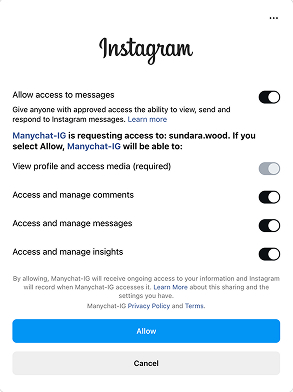 Instagram
Allow access to messages
Give anyone with approved access the ability to view, send and
respond to Instagram messages. Learn more
Manychat-IG is requesting access to: sundara.wood. If you
select Allow, Manychat-IG will be able to:
View profile and access media (required)
Access and manage comments
Access and manage messages
Access and manage insights
By allowing, Manychat-IG will receive ongoing access to your information and Instagram
will record when Manychat-IG accesses it. Learn More about this sharing and the
settings you have.
Manychat-IG Privacy Policy and Terms.
Allow
Cancel